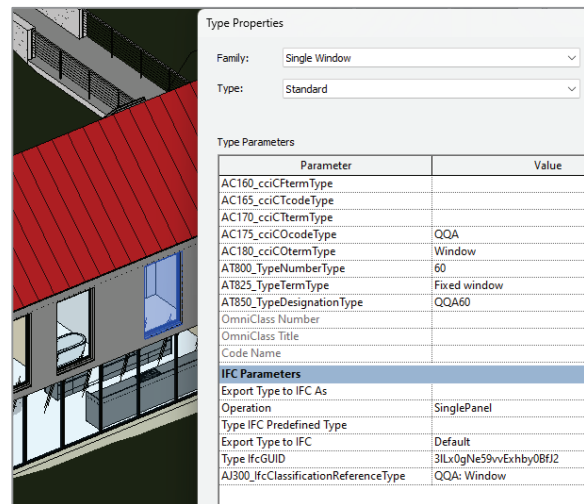 Type Properties
Family: Single Window
Type: Standard
Type Parameters
Parameter Value
AC160_cciCFtermType
AC165_cciCTcodeType
AC170_cciCTtermType
AC175_cciCOcodeType QQA
AC180_cciCOtermType Window
AT800_TypeNumberType 60
AT825_TypeTermType Fixed window
AT850_TypeDesignationType QQA60
OmniClass Number
OmniClass Title
Code Name
IFC Parameters
Export Type to IFC As
Operation SinglePanel
Type IFC Predefined Type
Export Type to IFC Default
Type IfcGUID 3ILx0gNe59vvExhby0BfJ2
AJ300_IfcClassificationReferenceType QQA: Window